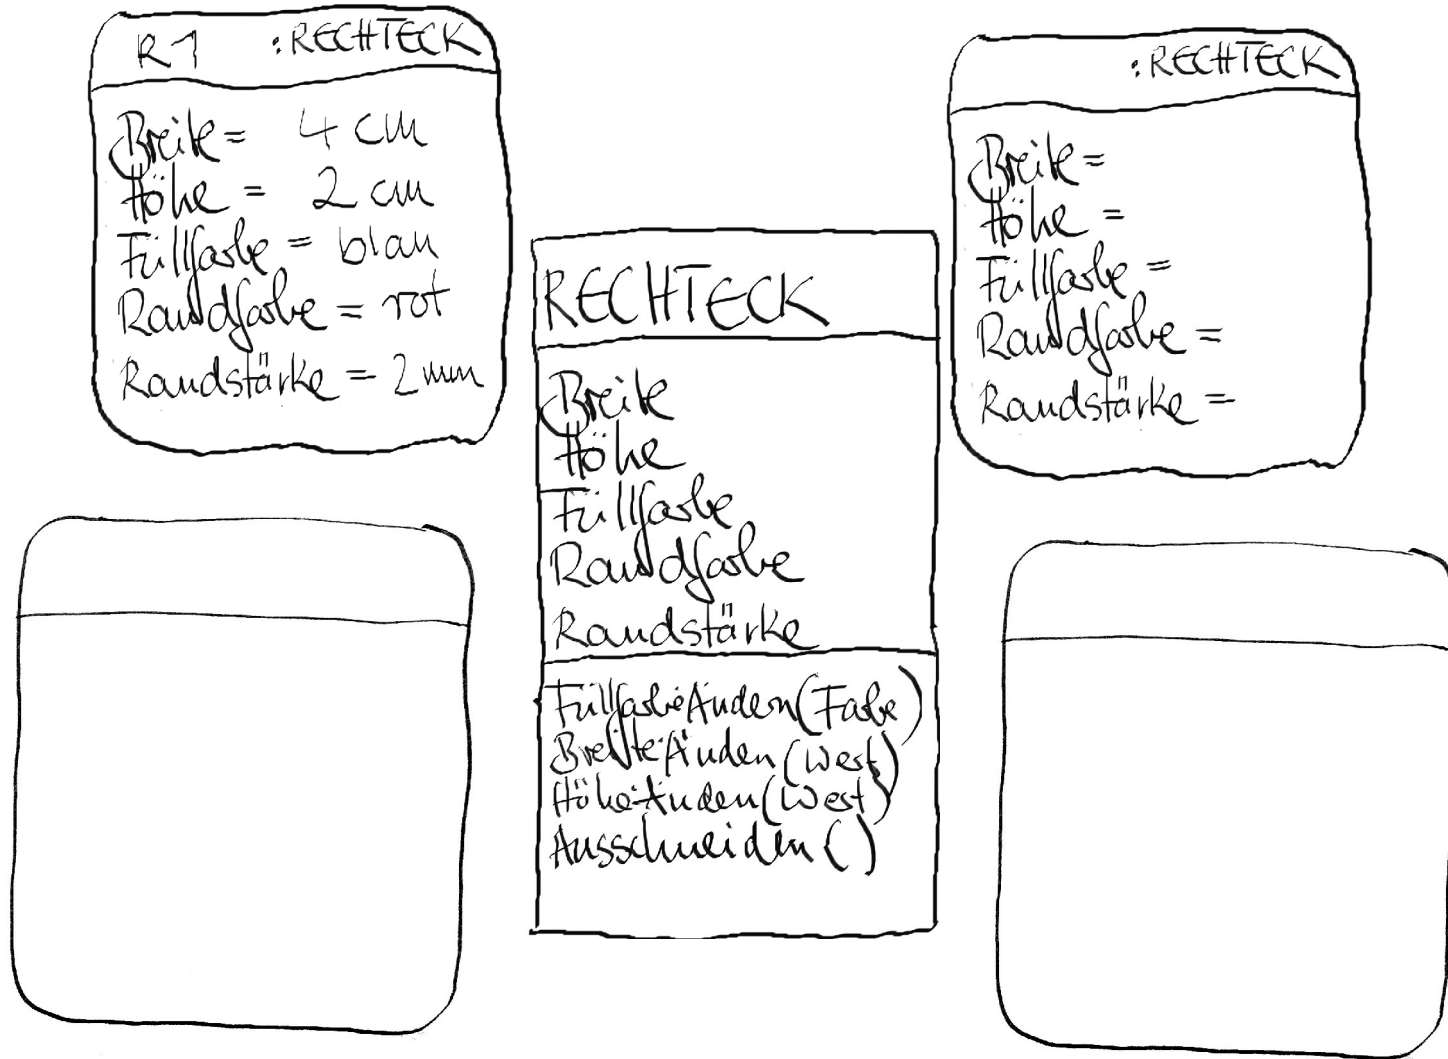 R1 :RECHTECK
Breite = 4 cm
Höhe = 2 cm
Füllfarbe = blau
Randfarbe = rot
Randstärke = 2 mm
RECHTECK
Breite
Höhe
Füllfarbe
Randfarbe
Randstärke
FüllfarbeÄndern(Farbe)
BreiteÄndern(Wert)
HöheÄndern(Wert)
Ausschneiden()
:RECHTECK
Breite =
Höhe =
Füllfarbe =
Randfarbe =
Randstärke =